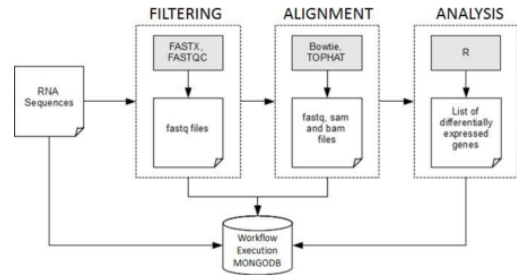 FILTERING
ALIGNMENT
ANALYSIS
FASTX,
FASTQC
Bowtie,
TOPHAT
R
RNA
Sequences
fastq files
fastq, sam
and bam
files
List of
differentially
expressed
genes
Workflow
Execution
MONGODB